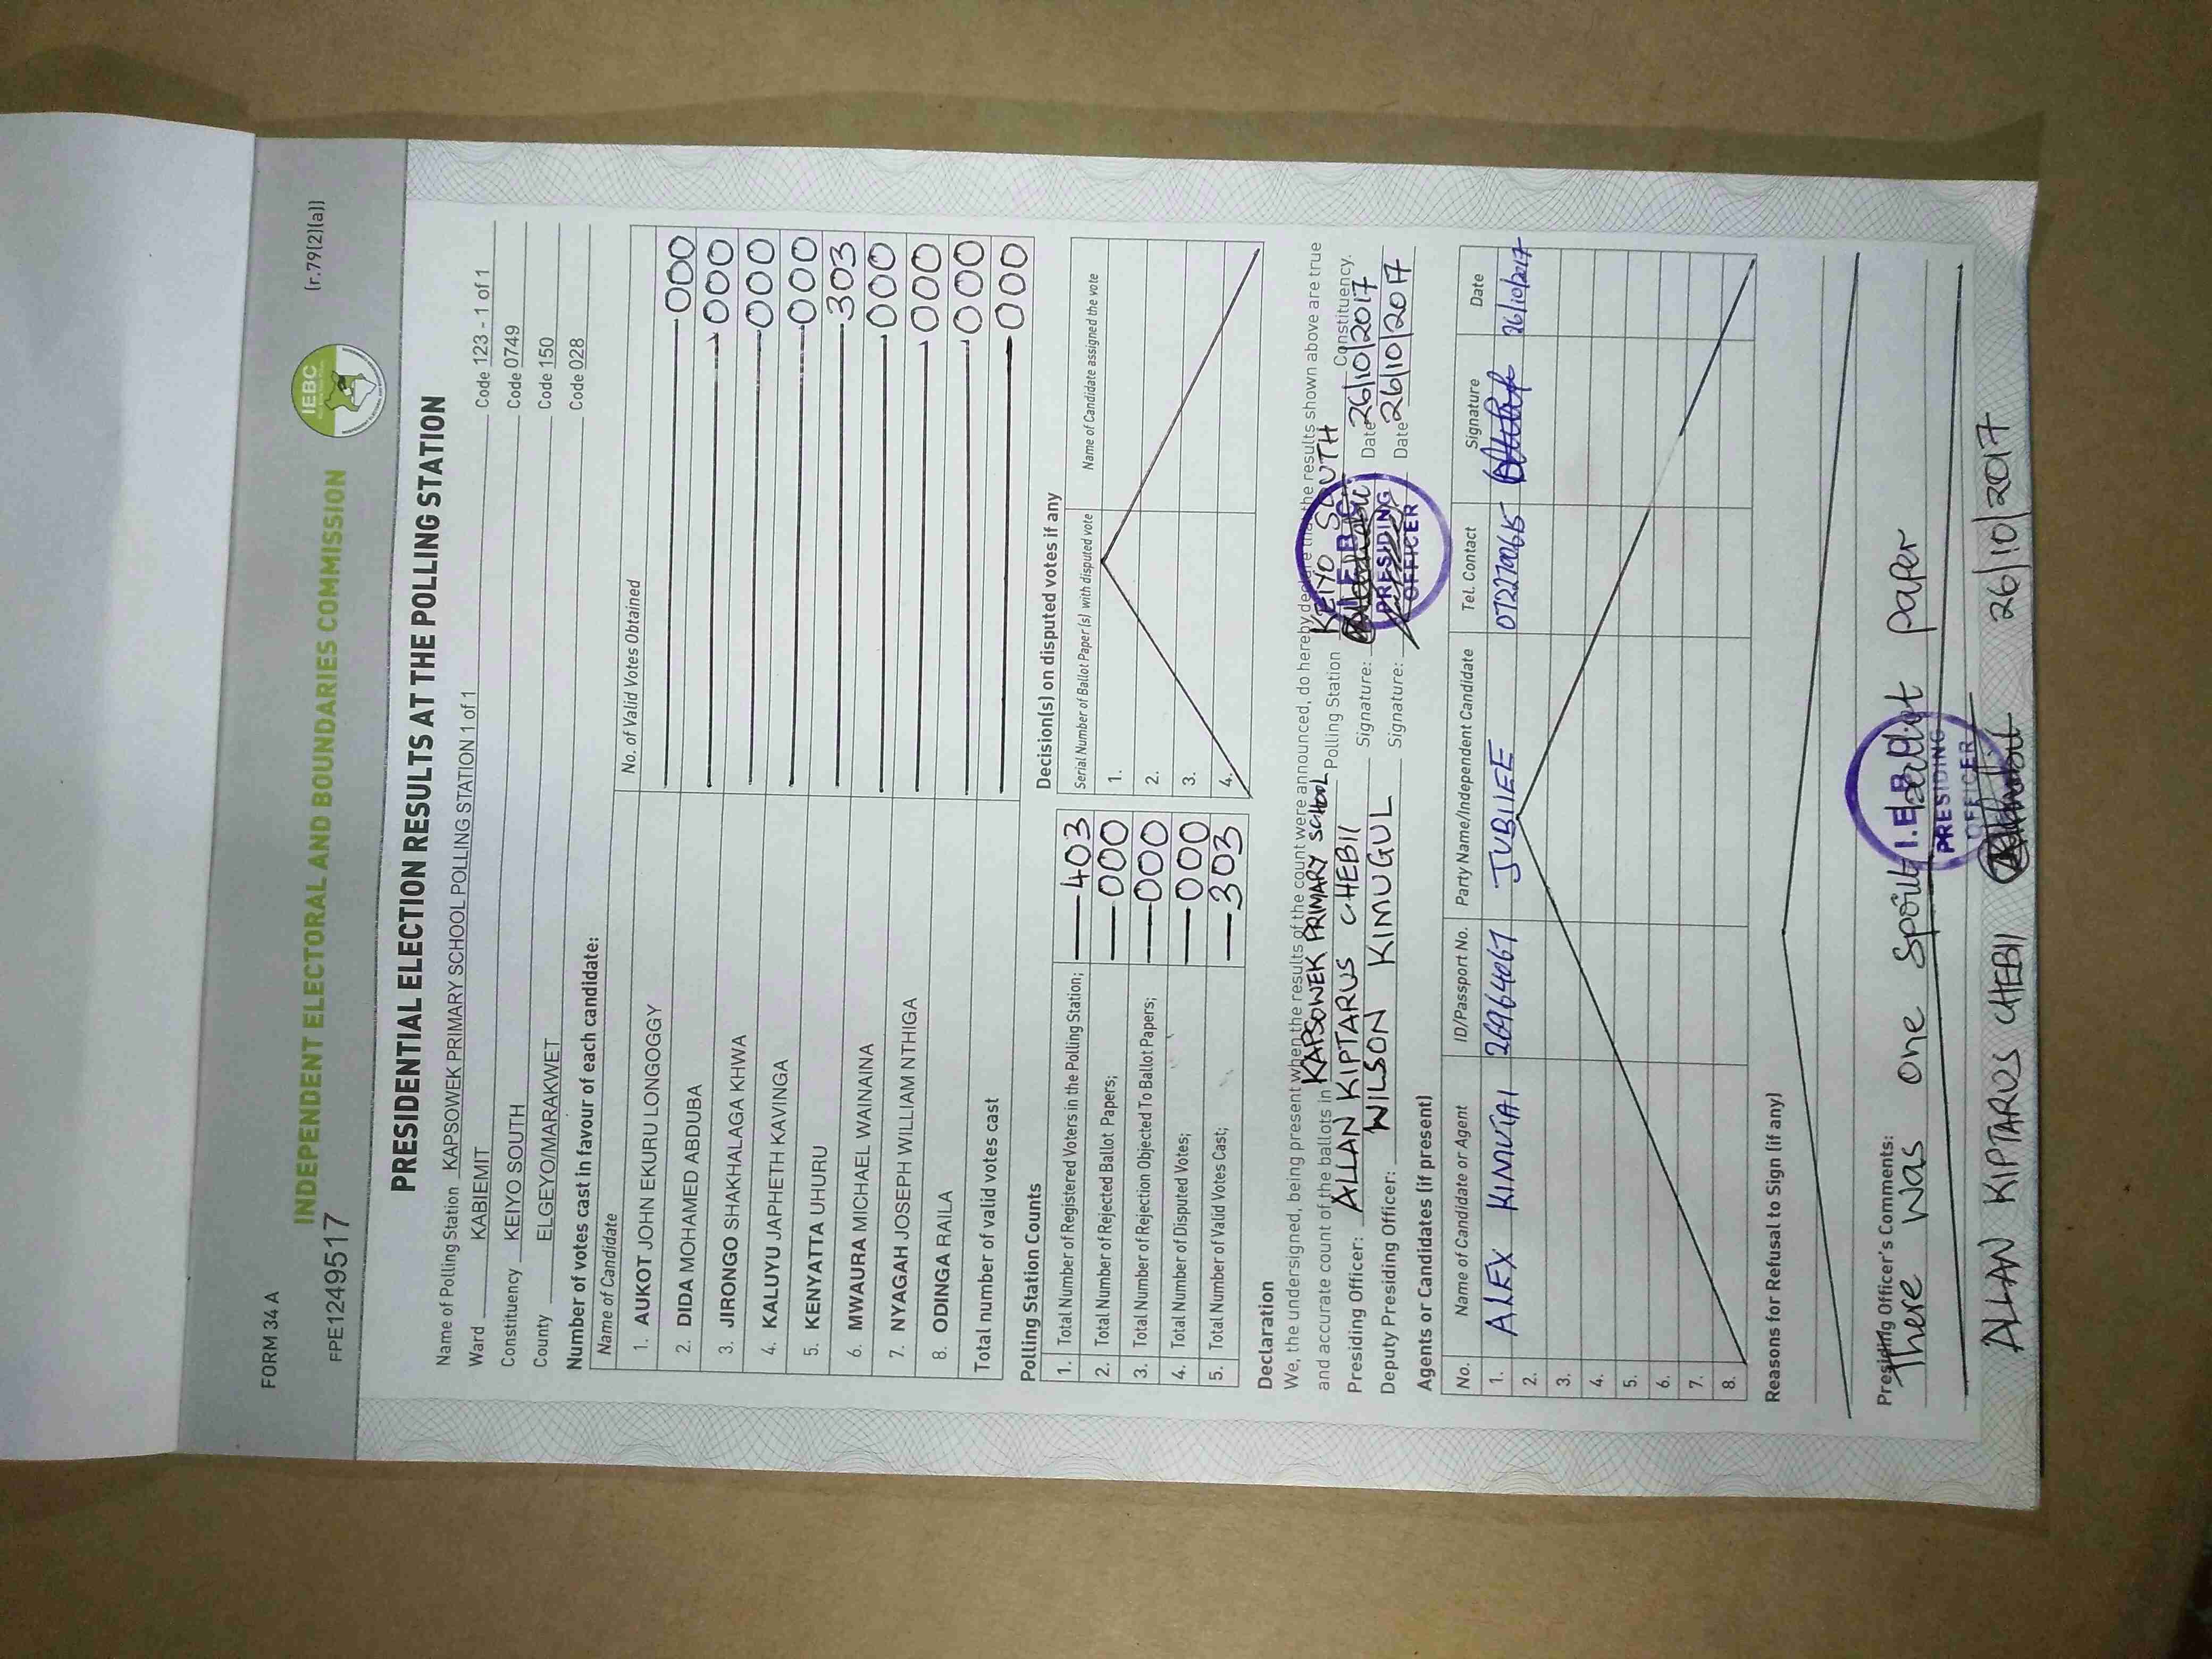 FORM 34 A
(r.79(2)(a))
INDEPENDENT ELECTORAL AND BOUNDARIES COMMISSION
IEBC
FPE1249517
PRESIDENTIAL ELECTION RESULTS AT THE POLLING STATION
Name of Polling Station KAPSOWEK PRIMARY SCHOOL POLLING STATION 1 of 1 Code 123 - 1 of 1
Ward KABIEMIT Code 0749
Constituency KEIYO SOUTH Code 150
County ELGEYO/MARAKWET Code 028
Number of votes cast in favour of each candidate:
Name of Candidate No. of Valid Votes Obtained
1. AUKOT JOHN EKURU LONGOGGY 000
2. DIDA MOHAMED ABDUBA 000
3. JIRONGO SHAKHALAGA KHWA 000
4. KALUYU JAPHETH KAVINGA 000
5. KENYATTA UHURU 303
6. MWAURA MICHAEL WAINAINA 000
7. NYAGAH JOSEPH WILLIAM NTHIGA 000
8. ODINGA RAILA 000
Total number of valid votes cast 000
Polling Station Counts
1. Total Number of Registered Voters in the Polling Station; 403
2. Total Number of Rejected Ballot Papers; 000
3. Total Number of Rejection Objected To Ballot Papers; 000
4. Total Number of Disputed Votes; 000
5. Total Number of Valid Votes Cast; 303
Decision(s) on disputed votes if any
Serial Number of Ballot Paper (s) with disputed vote Name of Candidate assigned the vote
1.
2.
3.
4.
Declaration
We, the undersigned, being present when the results of the count were announced, do hereby declare that the results shown above are true
and accurate count of the ballots in KAPSOWEK PRIMARY SCHOOL Polling Station KEIYO SOUTH Constituency.
Presiding Officer: ALLAN KIPTARUS CHEBII Signature: Date 26/10/2017
Deputy Presiding Officer: WILSON KIMUGUL Signature: Date 26/10/2017
I.E.B.C
PRESIDING
OFFICER
Agents or Candidates (if present)
No. Name of Candidate or Agent ID/Passport No. Party Name/Independent Candidate Tel. Contact Signature Date
1. ALEX KIMUTAI 26964067 JUBILEE 0722700615 26/10/2017
2.
3.
4.
5.
6.
7.
8.
Reasons for Refusal to Sign (if any)
Presiding Officer's Comments:
There was one spoilt ballot paper
I.E.B.C
PRESIDING
OFFICER
ALLAN KIPTARUS CHEBII 26/10/2017